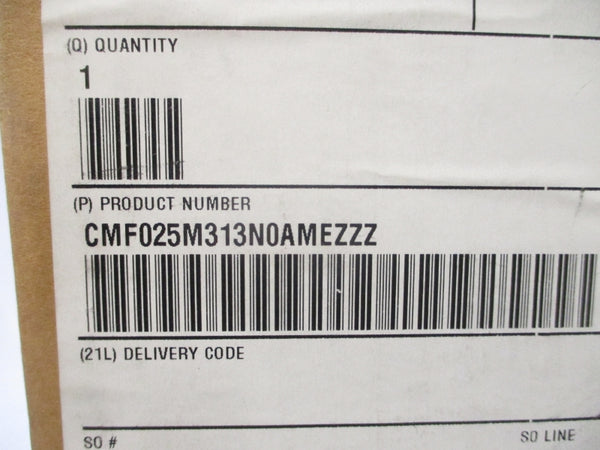 (Q) QUANTITY
1
(P) PRODUCT NUMBER
CMF025M313N0AMEZZZ
(21L) DELIVERY CODE
SO # SO LINE